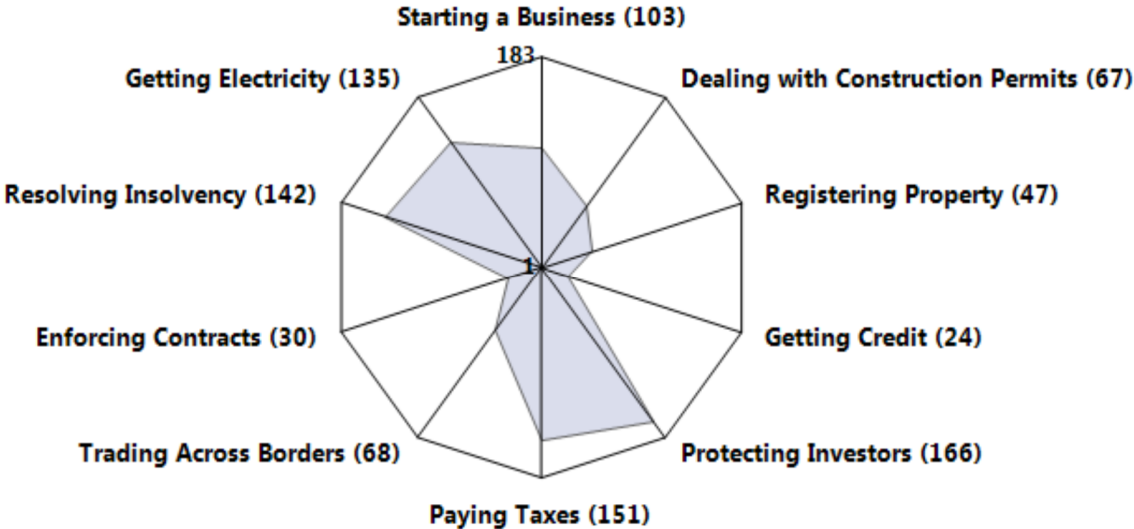 Starting a Business (103)
183
Getting Electricity (135)
Dealing with Construction Permits (67)
Resolving Insolvency (142)
Registering Property (47)
1
Enforcing Contracts (30)
Getting Credit (24)
Trading Across Borders (68)
Protecting Investors (166)
Paying Taxes (151)